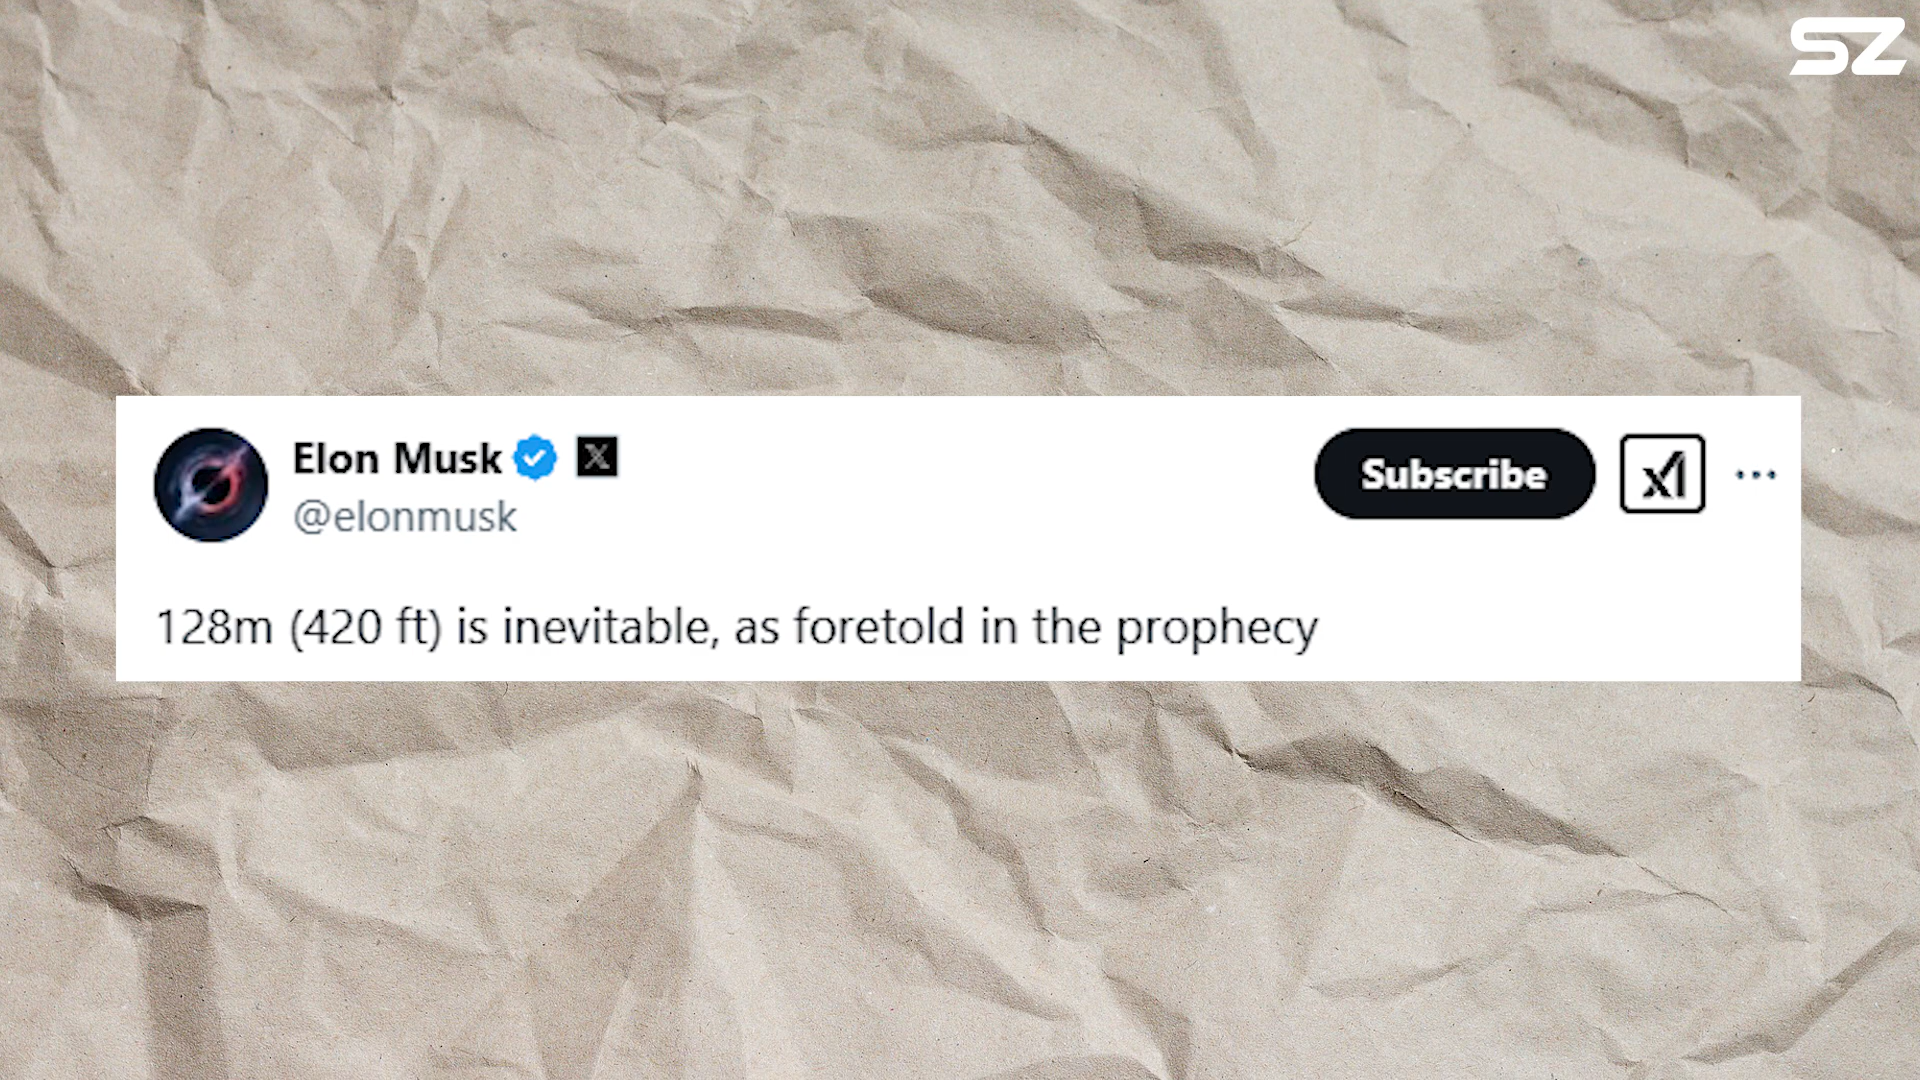 SZ
Elon Musk X
@elonmusk
Subscribe
128m (420 ft) is inevitable, as foretold in the prophecy